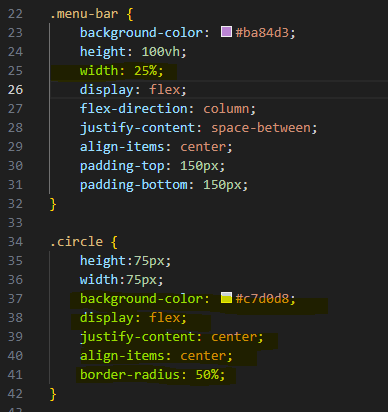 22 .menu-bar {
23 background-color: #ba84d3;
24 height: 100vh;
25 width: 25%;
26 display: flex;
27 flex-direction: column;
28 justify-content: space-between;
29 align-items: center;
30 padding-top: 150px;
31 padding-bottom: 150px;
32 }
33
34 .circle {
35 height:75px;
36 width:75px;
37 background-color: #c7d0d8;
38 display: flex;
39 justify-content: center;
40 align-items: center;
41 border-radius: 50%;
42 }